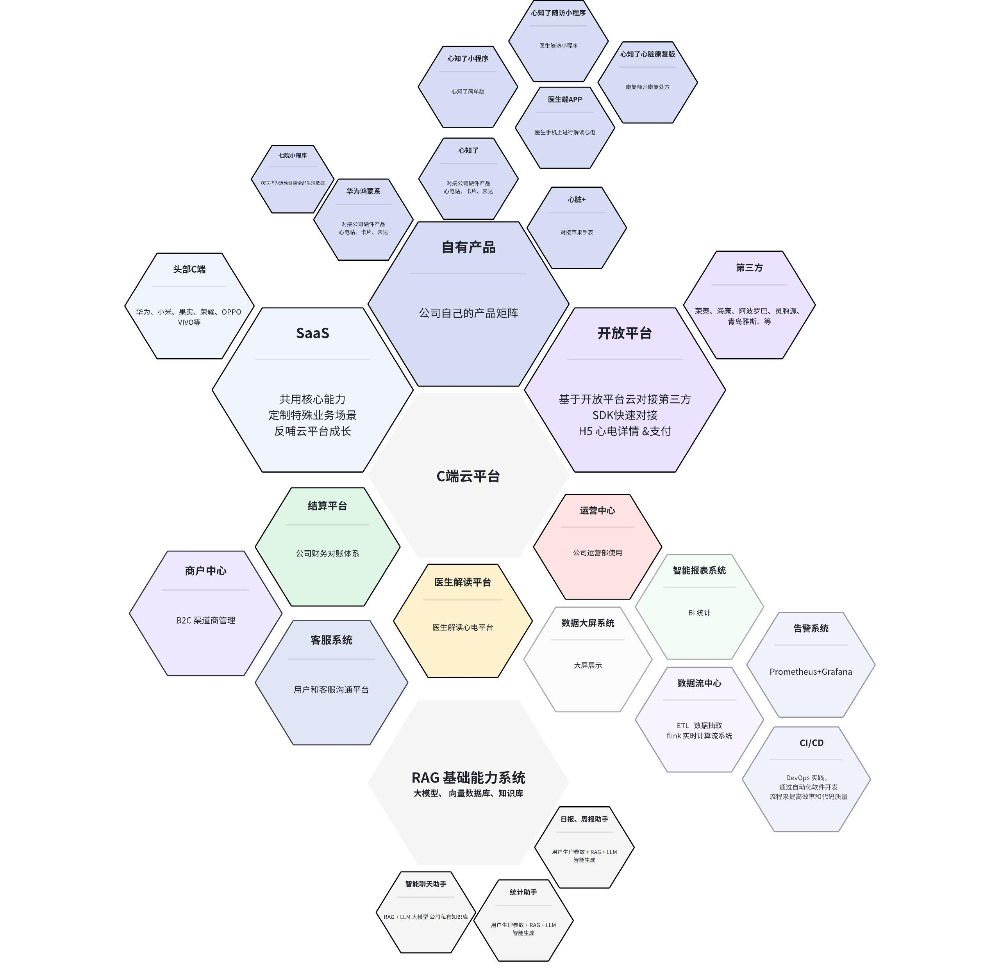 心知了随访小程序
医生随访小程序
心知了心脏康复版
康复师开康复处方
心知了小程序
心知了简单版
医生端APP
医生手机上进行解读心电
七院小程序
获取华为运动健康全部生理数据
心知了
对接公司硬件产品
心电贴、卡片、表达
华为鸿蒙系
对接公司硬件产品
心电贴、卡片、表达
心脏+
对接苹果手表
自有产品
公司自己的产品矩阵
头部C端
华为、小米、果实、荣耀、OPPO
VIVO等
第三方
荣泰、海康、阿波罗巴、灵胞源、
青岛雅斯、等
SaaS
共用核心能力
定制特殊业务场景
反哺云平台成长
开放平台
基于开放平台云对接第三方
SDK快速对接
H5 心电详情 &支付
C端云平台
结算平台
公司财务对账体系
运营中心
公司运营部使用
商户中心
B2C 渠道商管理
医生解读平台
医生解读心电平台
智能报表系统
BI 统计
客服系统
用户和客服沟通平台
数据大屏系统
大屏展示
告警系统
Prometheus+Grafana
数据流中心
ETL 数据抽取
flink 实时计算流系统
CI/CD
DevOps 实践，
通过自动化软件开发
流程来提高效率和代码质量
RAG 基础能力系统
大模型、 向量数据库、知识库
日报、周报助手
用户生理参数 + RAG + LLM
智能生成
智能聊天助手
RAG + LLM 大模型 公司私有知识库
统计助手
用户生理参数 + RAG + LLM
智能生成